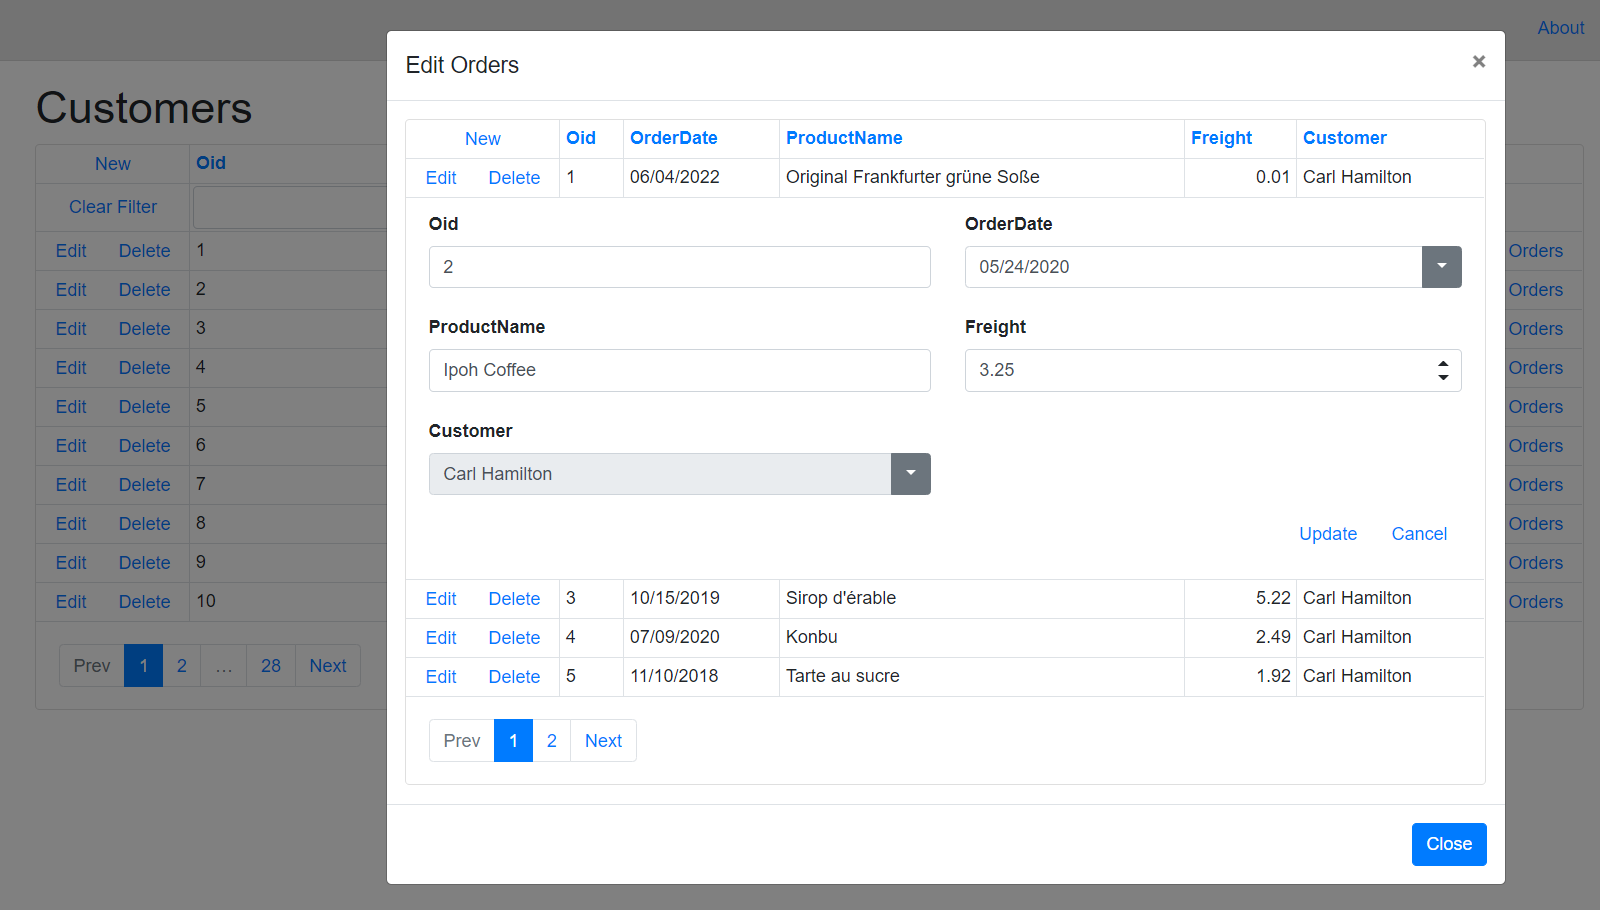 About
Customers
New Oid
Clear Filter
Edit Delete 1 Orders
Edit Delete 2 Orders
Edit Delete 3 Orders
Edit Delete 4 Orders
Edit Delete 5 Orders
Edit Delete 6 Orders
Edit Delete 7 Orders
Edit Delete 8 Orders
Edit Delete 9 Orders
Edit Delete 10 Orders
Prev 1 2 … 28 Next
Edit Orders ×
New Oid OrderDate ProductName Freight Customer
Edit Delete 1 06/04/2022 Original Frankfurter grüne Soße 0.01 Carl Hamilton
Oid OrderDate
2 05/24/2020
ProductName Freight
Ipoh Coffee 3.25
Customer
Carl Hamilton
Update Cancel
Edit Delete 3 10/15/2019 Sirop d'érable 5.22 Carl Hamilton
Edit Delete 4 07/09/2020 Konbu 2.49 Carl Hamilton
Edit Delete 5 11/10/2018 Tarte au sucre 1.92 Carl Hamilton
Prev 1 2 Next
Close